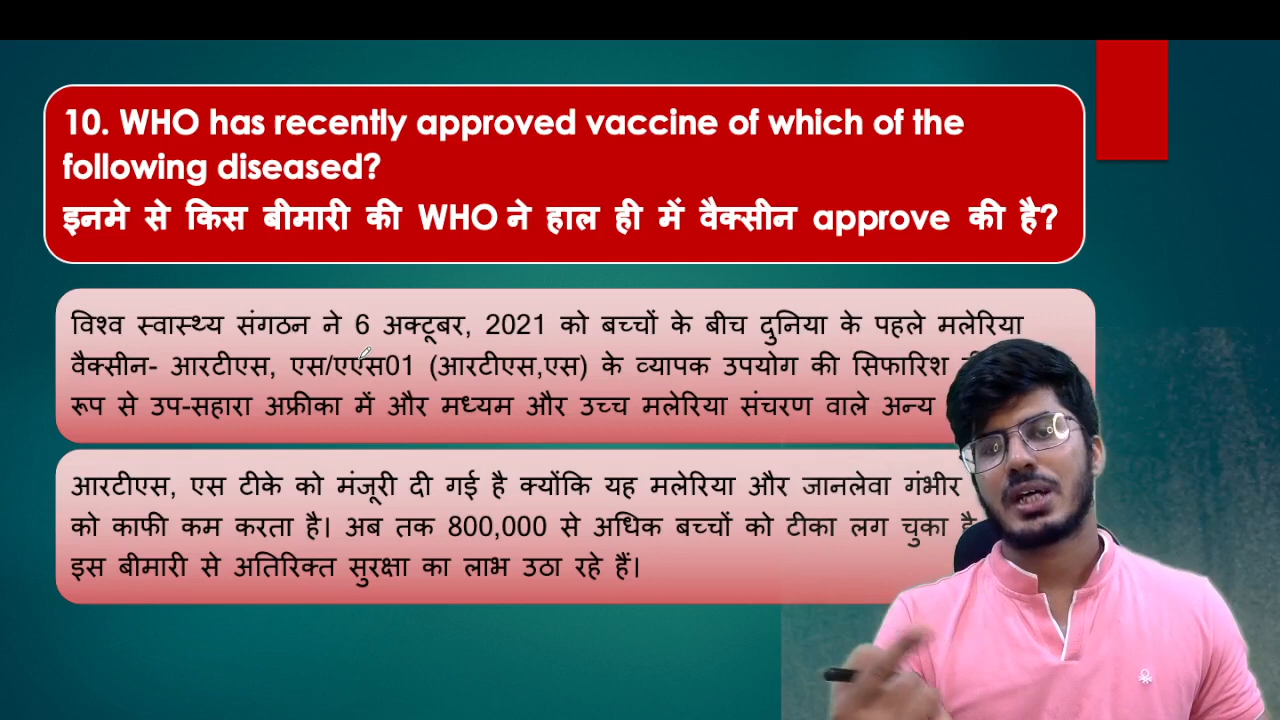 10. WHO has recently approved vaccine of which of the
following diseased?
इनमे से किस बीमारी की WHO ने हाल ही में वैक्सीन approve की है?
विश्व स्वास्थ्य संगठन ने 6 अक्टूबर, 2021 को बच्चों के बीच दुनिया के पहले मलेरिया
वैक्सीन- आरटीएस, एस/एएस01 (आरटीएस,एस) के व्यापक उपयोग की सिफारिश
रूप से उप-सहारा अफ्रीका में और मध्यम और उच्च मलेरिया संचरण वाले अन्य
आरटीएस, एस टीके को मंजूरी दी गई है क्योंकि यह मलेरिया और जानलेवा गंभीर
को काफी कम करता है। अब तक 800,000 से अधिक बच्चों को टीका लग चुका है
इस बीमारी से अतिरिक्त सुरक्षा का लाभ उठा रहे हैं।